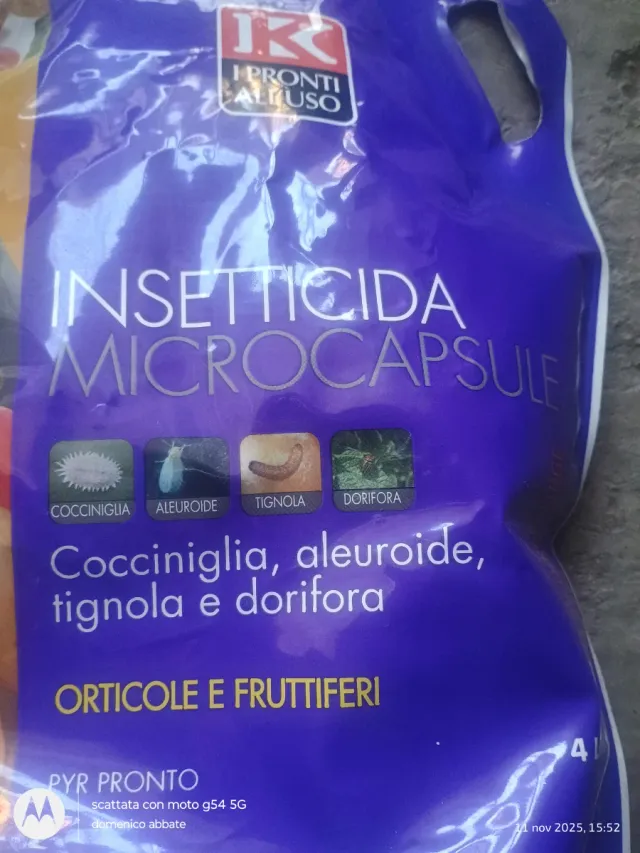 K
I PRONTI
ALL'USO
INSETTICIDA
MICROCAPSULE
COCCINIGLIA
ALEUROIDE
TIGNOLA
DORIFORA
Cocciniglia, aleuroide,
tignola e dorifora
ORTICOLE E FRUTTIFERI
4
PYR PRONTO
scattata con moto g54 5G
domenico abbate
11 nov 2025, 15:52